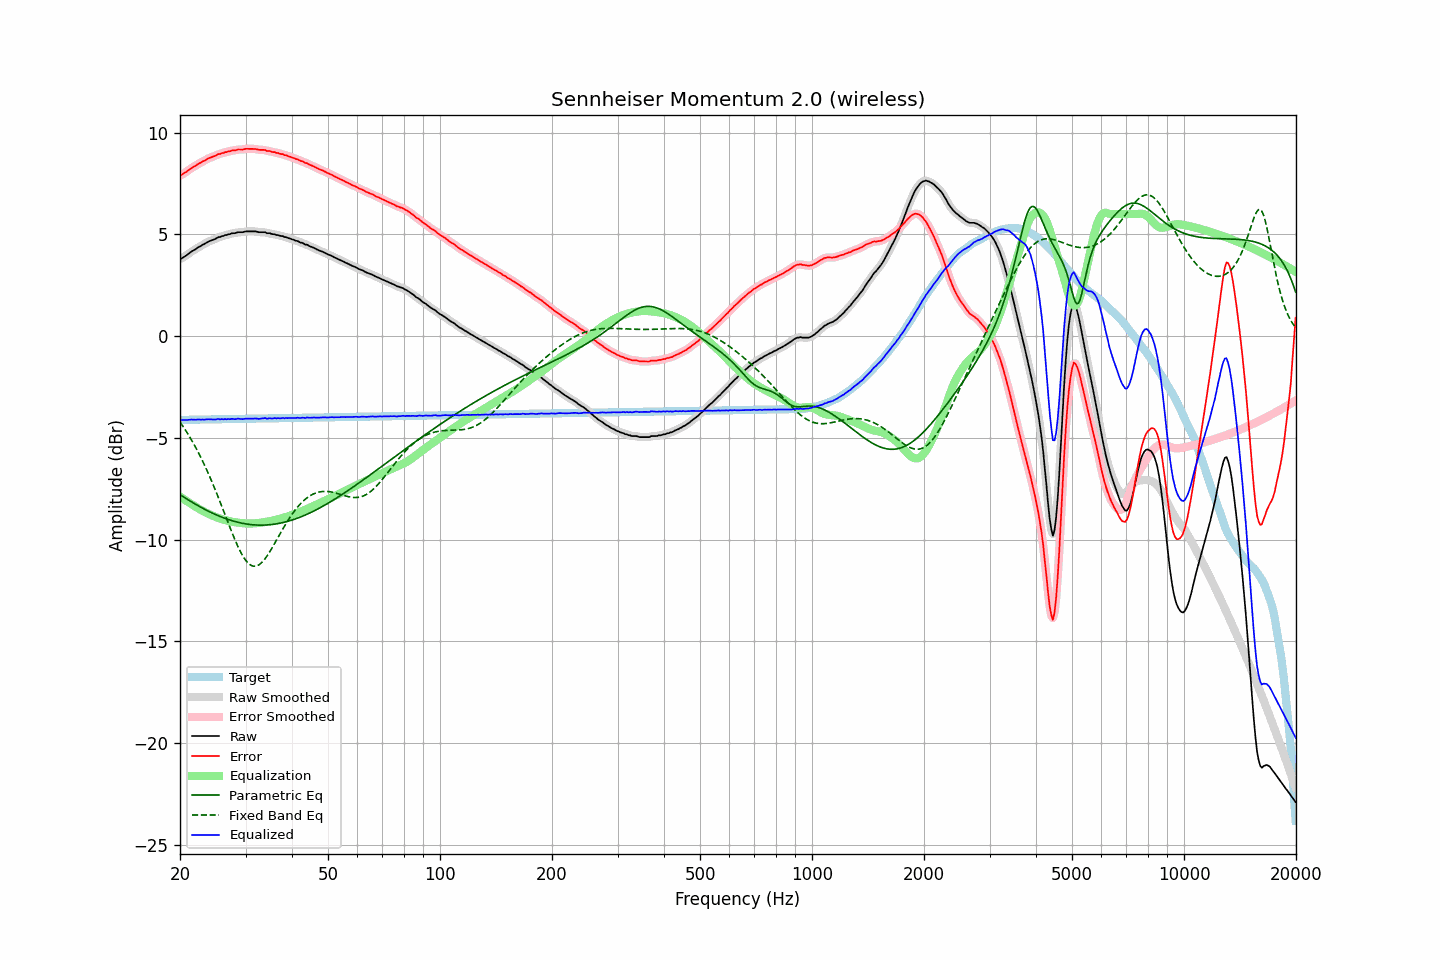 Sennheiser Momentum 2.0 (wireless)
Amplitude (dBr)
10
5
0
−5
−10
−15
−20
−25
Target
Raw Smoothed
Error Smoothed
Raw
Error
Equalization
Parametric Eq
Fixed Band Eq
Equalized
20 50 100 200 500 1000 2000 5000 10000 20000
Frequency (Hz)